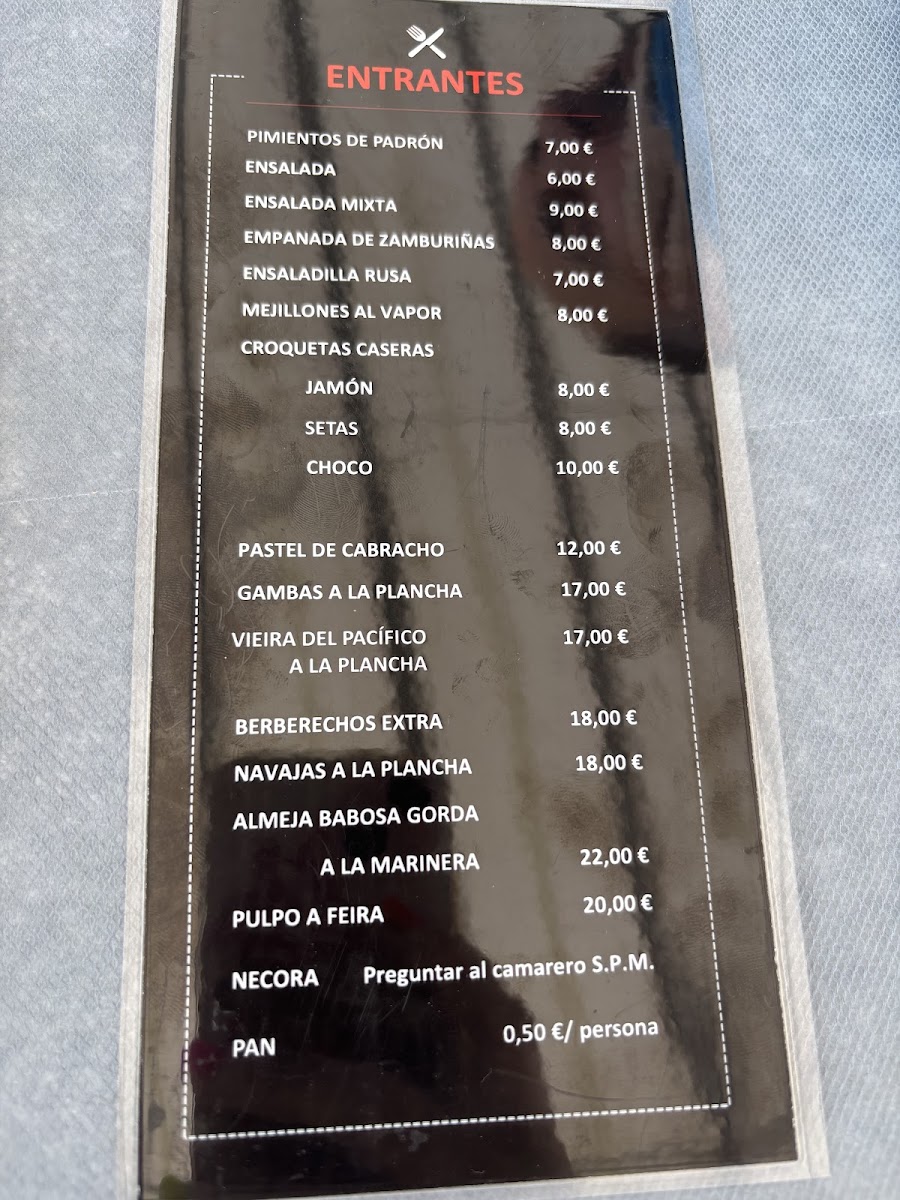 ENTRANTES
PIMIENTOS DE PADRÓN 7,00 €
ENSALADA 6,00 €
ENSALADA MIXTA 9,00 €
EMPANADA DE ZAMBURIÑAS 8,00 €
ENSALADILLA RUSA 7,00 €
MEJILLONES AL VAPOR 8,00 €
CROQUETAS CASERAS
JAMÓN 8,00 €
SETAS 8,00 €
CHOCO 10,00 €
PASTEL DE CABRACHO 12,00 €
GAMBAS A LA PLANCHA 17,00 €
VIEIRA DEL PACÍFICO 17,00 €
A LA PLANCHA
BERBERECHOS EXTRA 18,00 €
NAVAJAS A LA PLANCHA 18,00 €
ALMEJA BABOSA GORDA
A LA MARINERA 22,00 €
PULPO A FEIRA 20,00 €
NECORA Preguntar al camarero S.P.M.
PAN 0,50 €/ persona